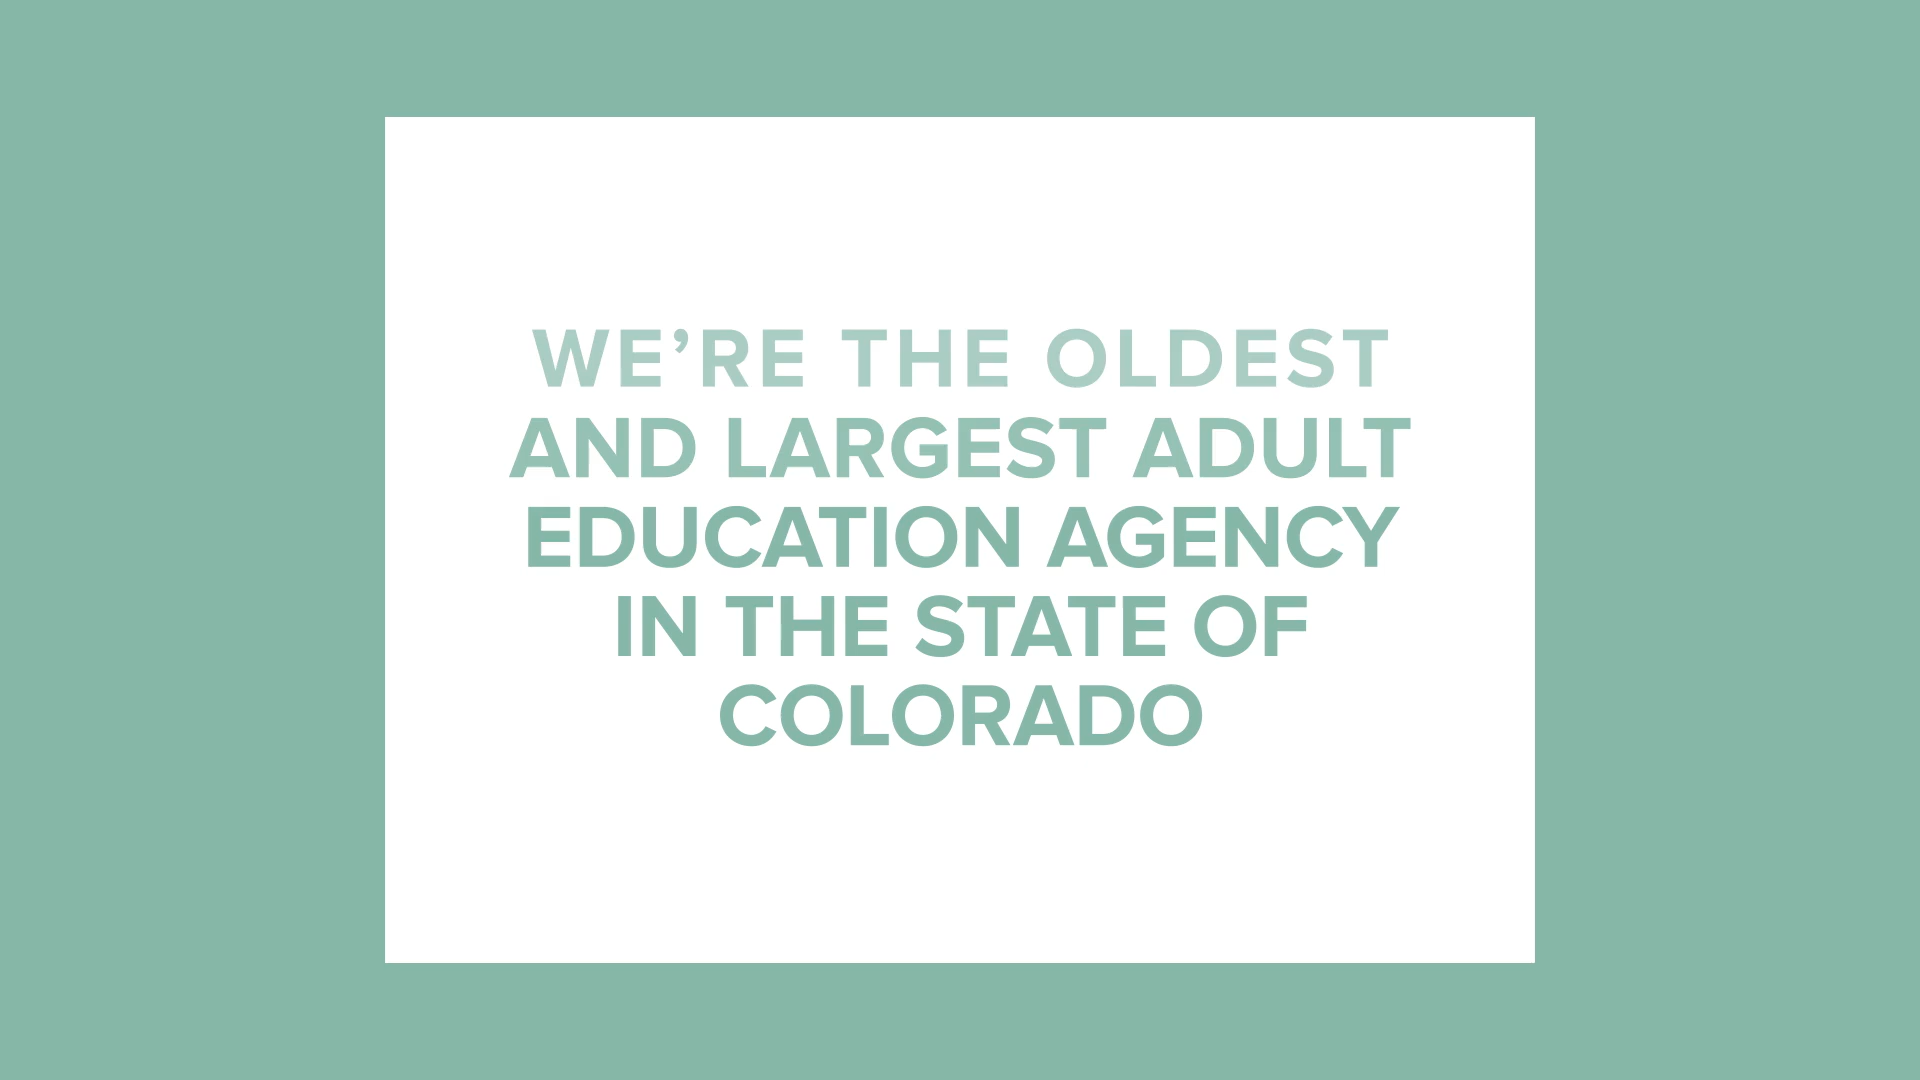 WE’RE THE OLDEST
AND LARGEST ADULT
EDUCATION AGENCY
IN THE STATE OF
COLORADO